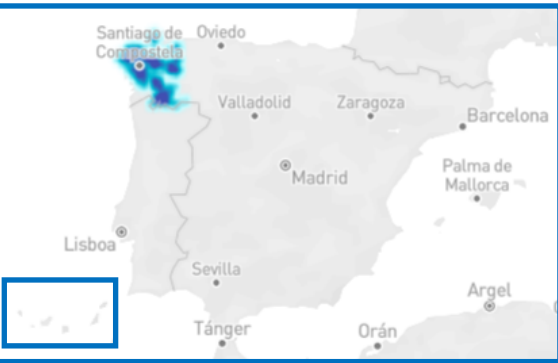 Santiago de
Compostela
Oviedo
Valladolid
Zaragoza
Barcelona
Madrid
Palma de
Mallorca
Lisboa
Sevilla
Argel
Tánger
Orán